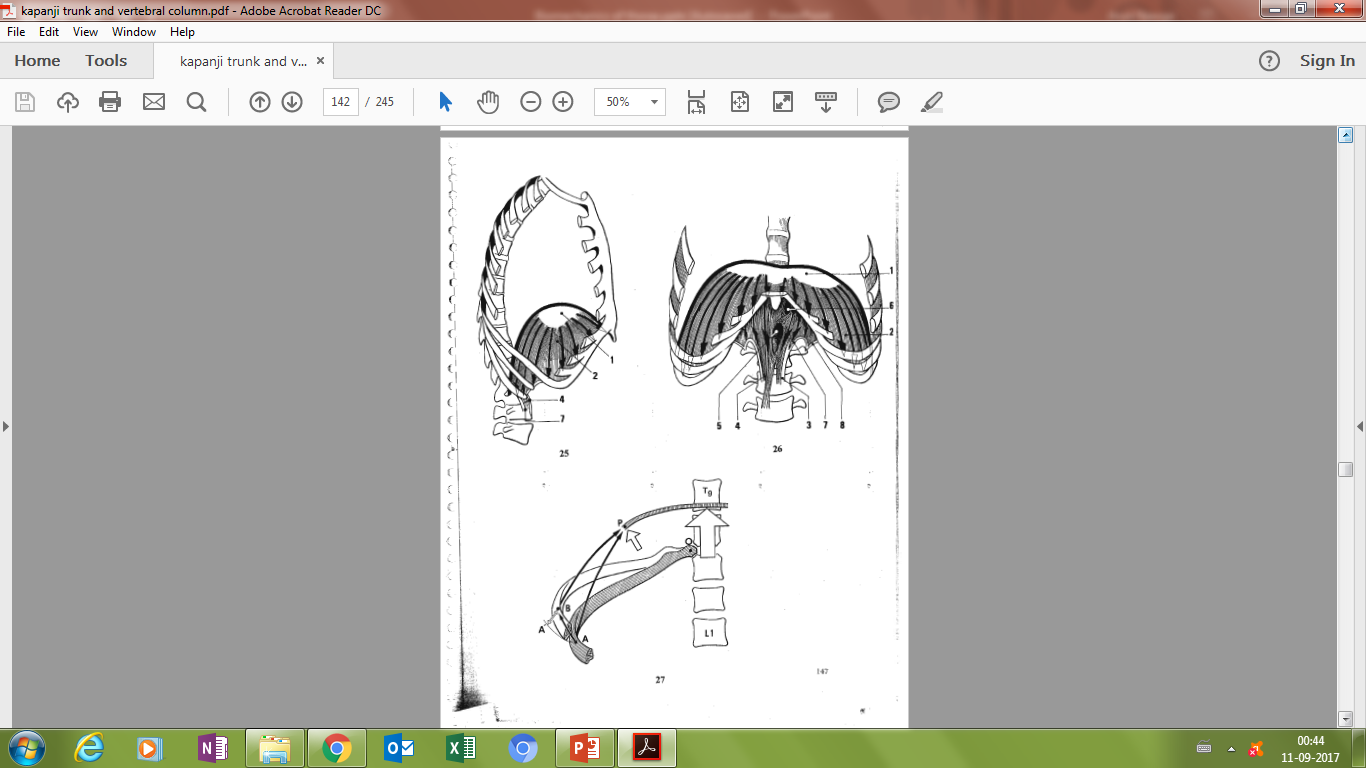 kapanji trunk and vertebral column.pdf - Adobe Acrobat Reader DC
File Edit View Window Help
Home Tools kapanji trunk and v... × ? Sign In
142 / 245 50%
1
2
4
7
25
1
6
2
5 4 3 7 8
26
T9
P
O
B
A
A
L1
27
147
00:44
11-09-2017